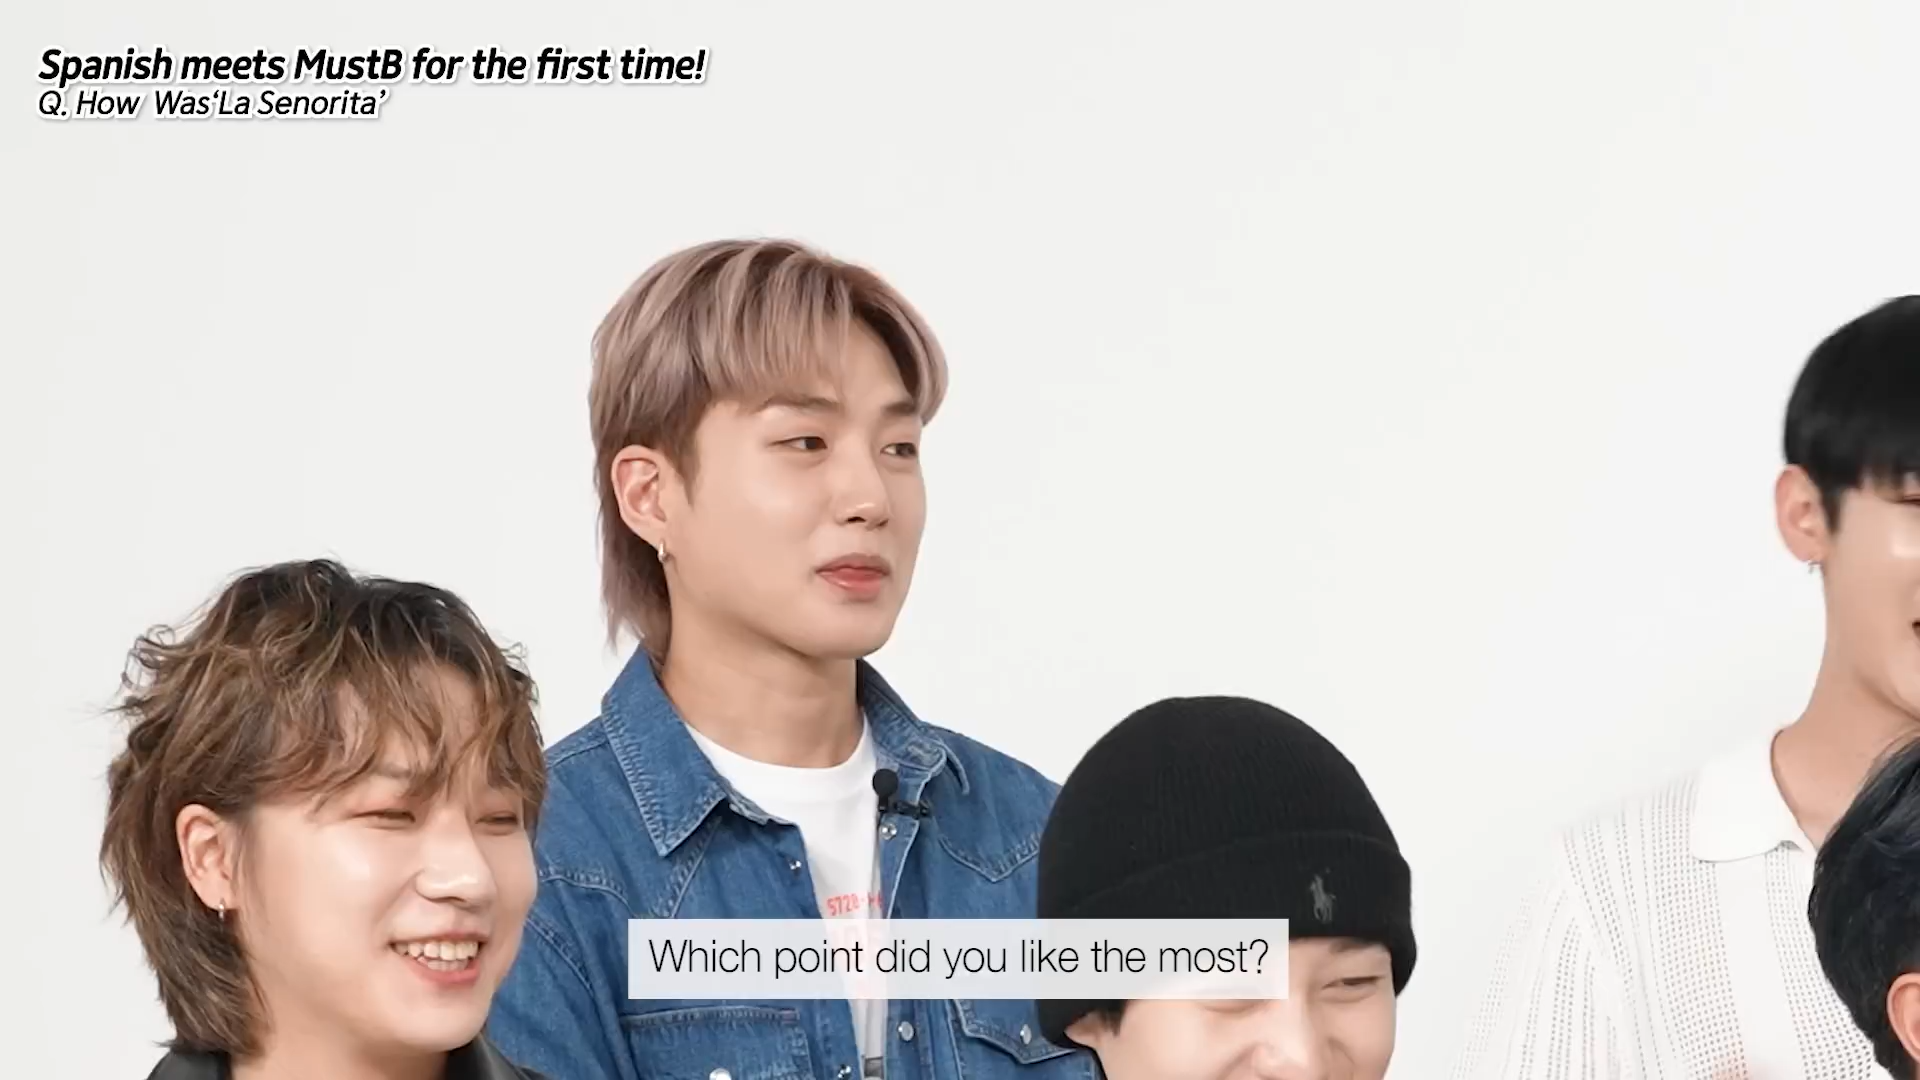 Spanish meets MustB for the first time!
Q. How Was‘La Senorita’
Which point did you like the most?